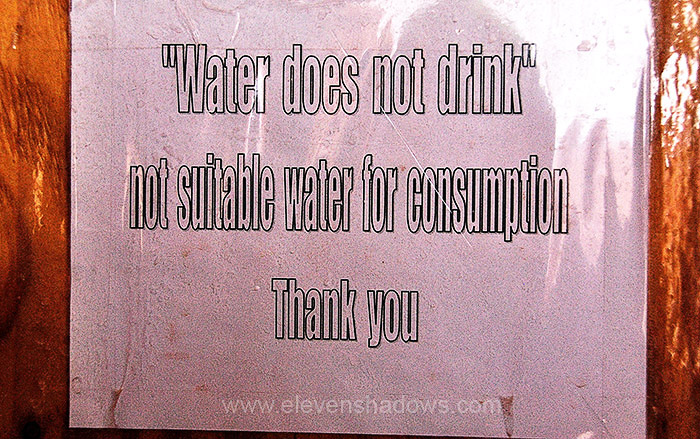 "Water does not drink"
not suitable water for consumption
Thank you
www.elevenshadows.com